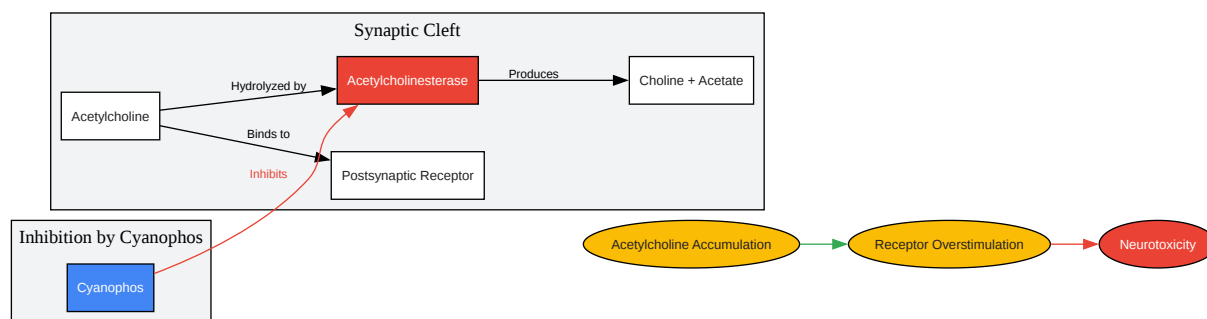 Synaptic Cleft
Acetylcholine
Hydrolyzed by
Acetylcholinesterase
Produces
Choline + Acetate
Binds to
Postsynaptic Receptor
Inhibits
Inhibition by Cyanophos
Cyanophos
Acetylcholine Accumulation
Receptor Overstimulation
Neurotoxicity